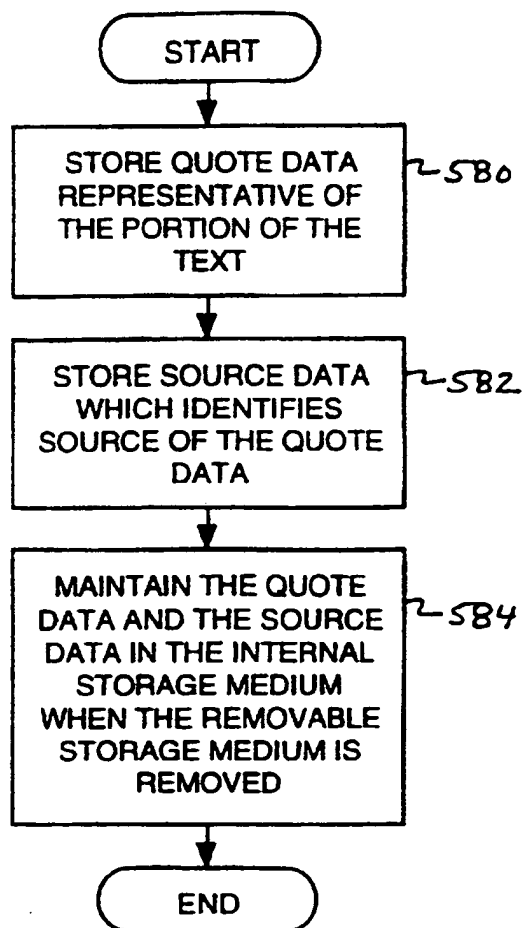 START
STORE QUOTE DATA
REPRESENTATIVE OF
THE PORTION OF THE
TEXT
580
STORE SOURCE DATA
WHICH IDENTIFIES
SOURCE OF THE QUOTE
DATA
582
MAINTAIN THE QUOTE
DATA AND THE SOURCE
DATA IN THE INTERNAL
STORAGE MEDIUM
WHEN THE REMOVABLE
STORAGE MEDIUM IS
REMOVED
584
END